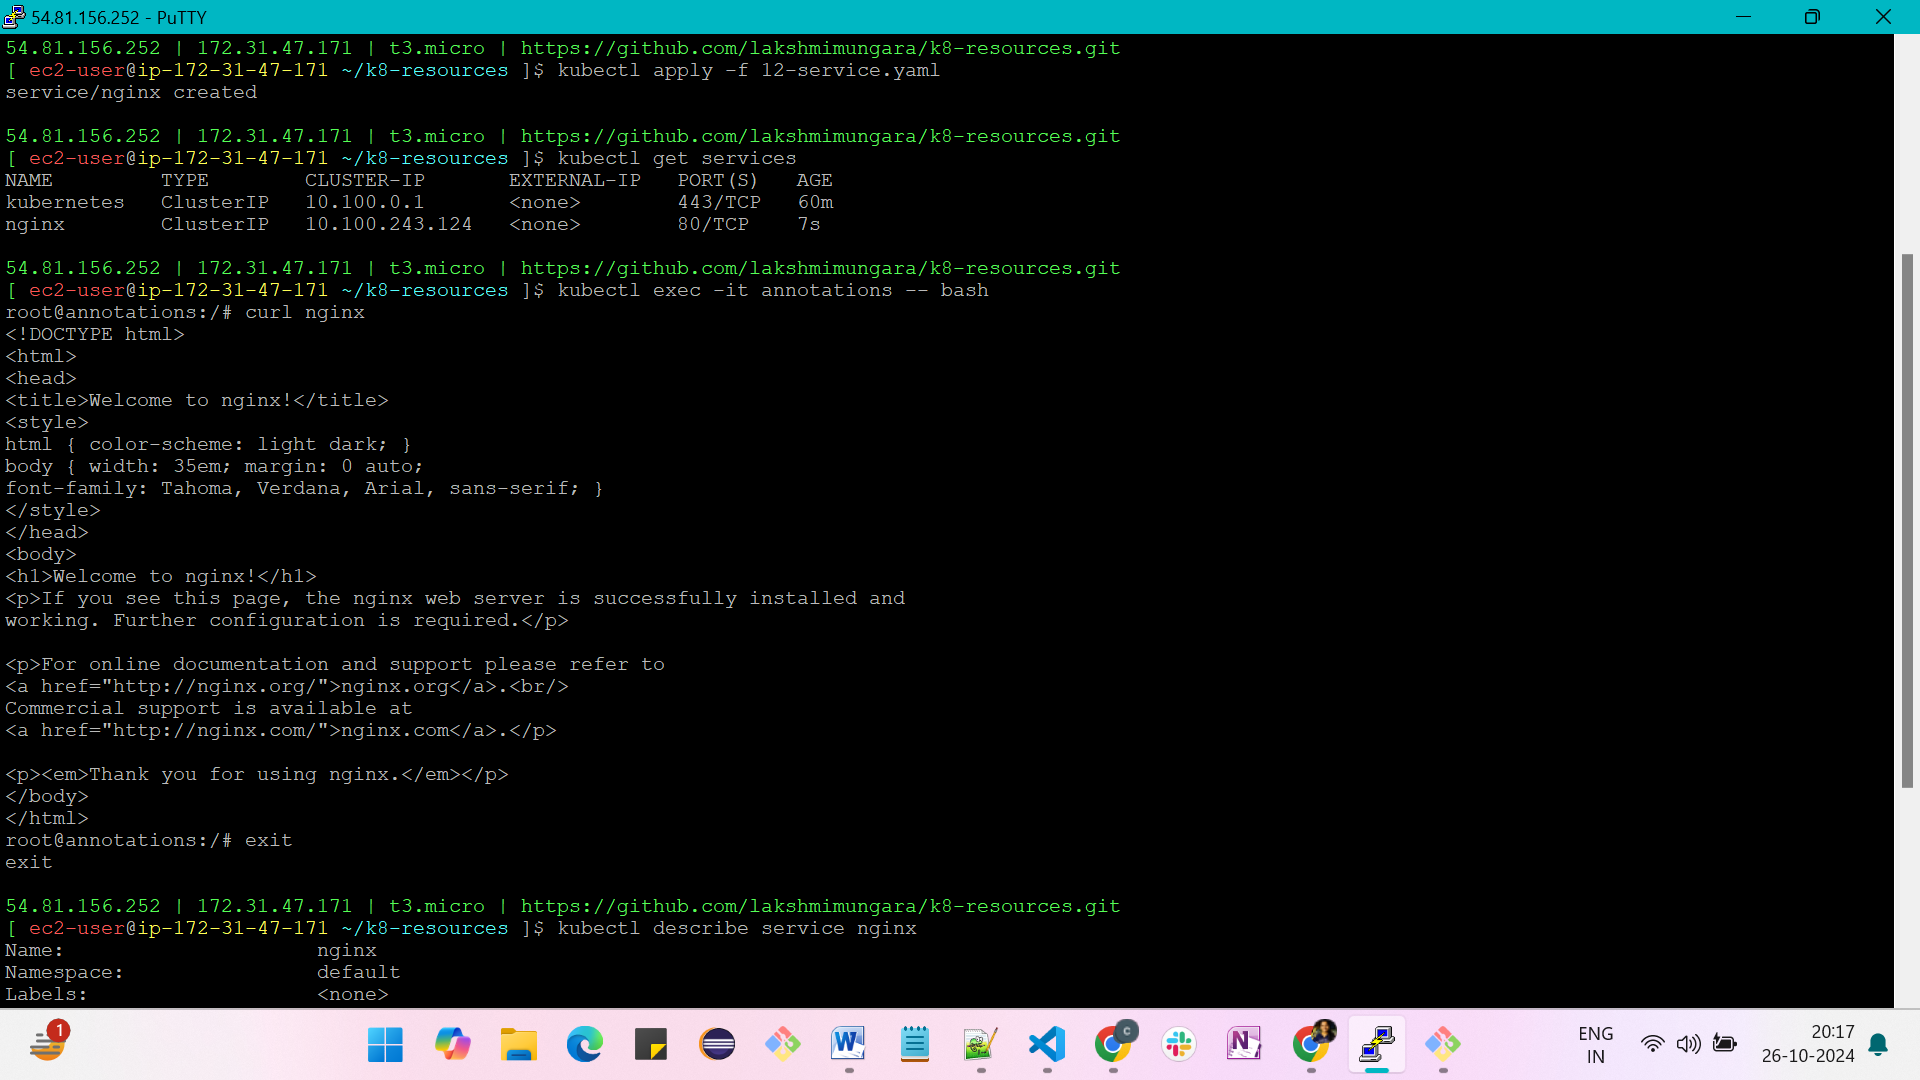 54.81.156.252 - PuTTY
54.81.156.252 | 172.31.47.171 | t3.micro | https://github.com/lakshmimungara/k8-resources.git
[ ec2-user@ip-172-31-47-171 ~/k8-resources ]$ kubectl apply -f 12-service.yaml
service/nginx created
54.81.156.252 | 172.31.47.171 | t3.micro | https://github.com/lakshmimungara/k8-resources.git
[ ec2-user@ip-172-31-47-171 ~/k8-resources ]$ kubectl get services
NAME         TYPE        CLUSTER-IP       EXTERNAL-IP   PORT(S)   AGE
kubernetes   ClusterIP   10.100.0.1       <none>        443/TCP   60m
nginx        ClusterIP   10.100.243.124   <none>        80/TCP    7s
54.81.156.252 | 172.31.47.171 | t3.micro | https://github.com/lakshmimungara/k8-resources.git
[ ec2-user@ip-172-31-47-171 ~/k8-resources ]$ kubectl exec -it annotations -- bash
root@annotations:/# curl nginx
<!DOCTYPE html>
<html>
<head>
<title>Welcome to nginx!</title>
<style>
html { color-scheme: light dark; }
body { width: 35em; margin: 0 auto;
font-family: Tahoma, Verdana, Arial, sans-serif; }
</style>
</head>
<body>
<h1>Welcome to nginx!</h1>
<p>If you see this page, the nginx web server is successfully installed and
working. Further configuration is required.</p>
<p>For online documentation and support please refer to
<a href="http://nginx.org/">nginx.org</a>.<br/>
Commercial support is available at
<a href="http://nginx.com/">nginx.com</a>.</p>
<p><em>Thank you for using nginx.</em></p>
</body>
</html>
root@annotations:/# exit
exit
54.81.156.252 | 172.31.47.171 | t3.micro | https://github.com/lakshmimungara/k8-resources.git
[ ec2-user@ip-172-31-47-171 ~/k8-resources ]$ kubectl describe service nginx
Name:                     nginx
Namespace:                default
Labels:                   <none>
1
W
C
N
ENG
IN
20:17
26-10-2024